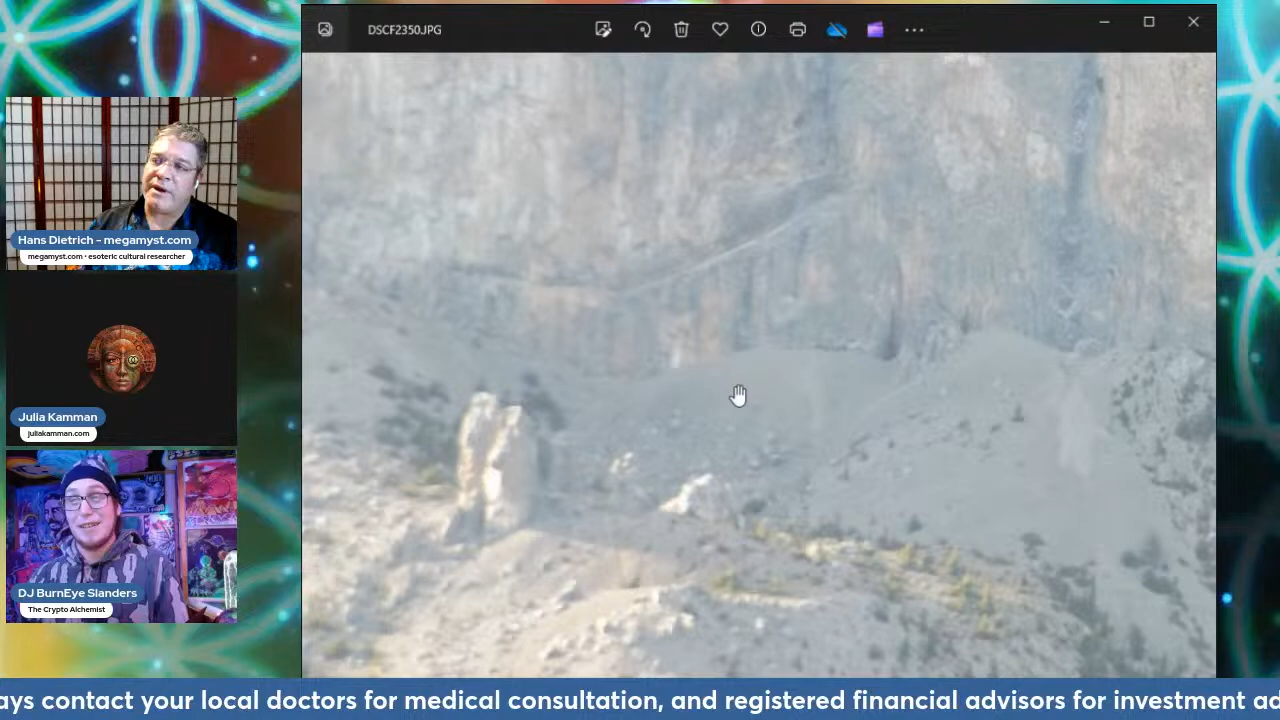 DSCF2350.JPG
Hans Dietrich - megamyst.com
megamyst.com • esoteric cultural researcher
Julia Kamman
juliakamman.com
DJ BurnEye Slanders
The Crypto Alchemist
ays contact your local doctors for medical consultation, and registered financial advisors for investment ad